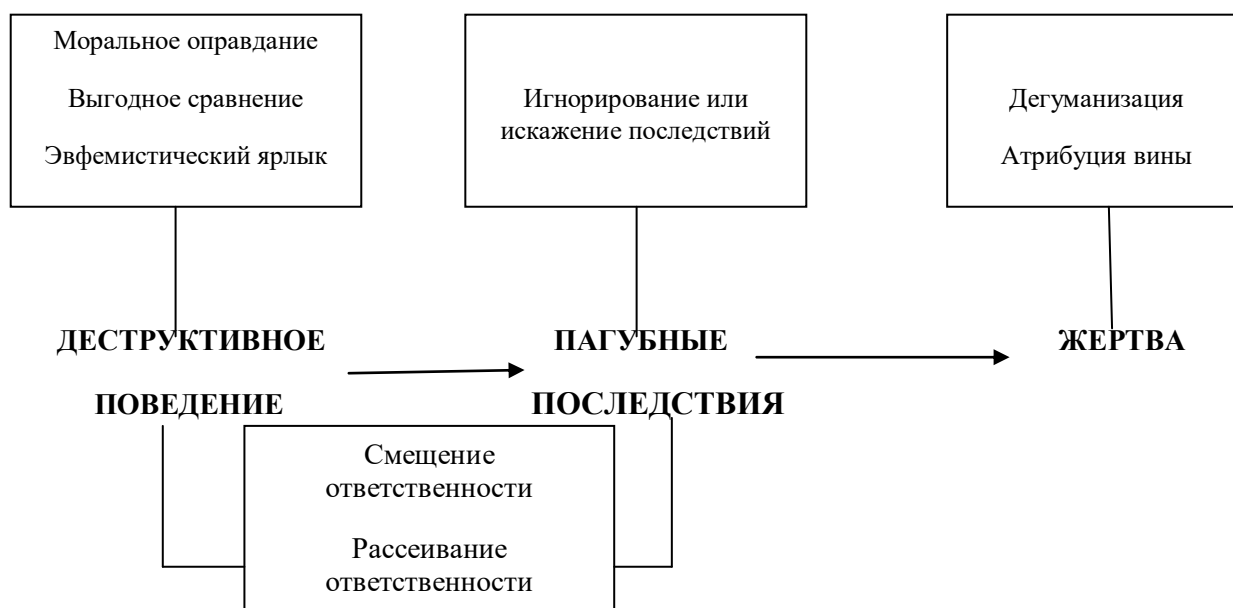 Моральное оправдание
Выгодное сравнение
Эвфемистический ярлык
Игнорирование или
искажение последствий
Дегуманизация
Атрибуция вины
ДЕСТРУКТИВНОЕ
ПОВЕДЕНИЕ
ПАГУБНЫЕ
ПОСЛЕДСТВИЯ
ЖЕРТВА
Смещение
ответственности
Рассеивание
ответственности